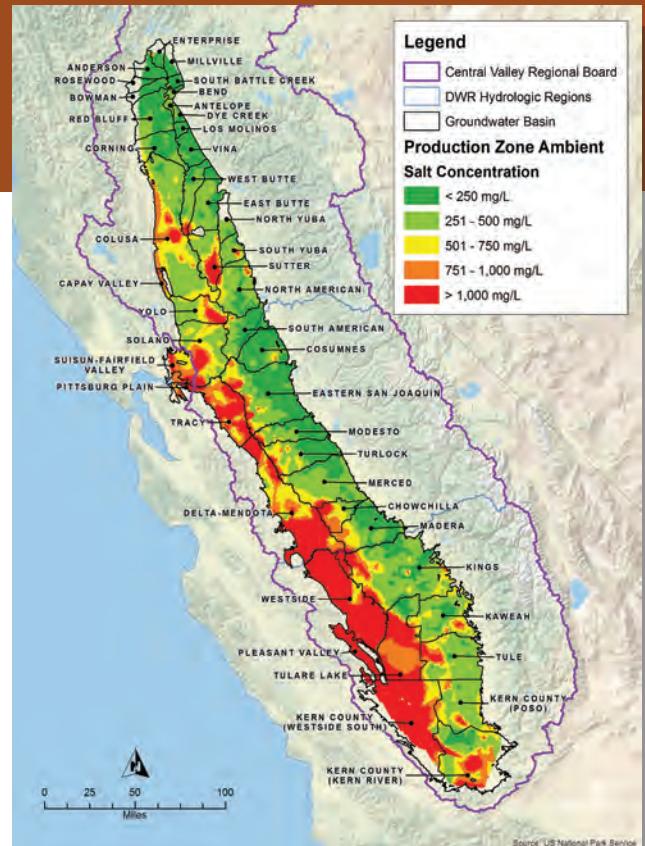 ENTERPRISE
MILLVILLE
ANDERSON
ROSEWOOD
SOUTH BATTLE CREEK
BOWMAN
BEND
ANTELOPE
DYE CREEK
RED BLUFF
LOS MOLINOS
CORNING
VINA
WEST BUTTE
EAST BUTTE
NORTH YUBA
COLUSA
SOUTH YUBA
SUTTER
CAPAY VALLEY
NORTH AMERICAN
YOLO
SOUTH AMERICAN
SOLANO
COSUMNES
SUISUN-FAIRFIELD
VALLEY
PITTSBURG PLAIN
EASTERN SAN JOAQUIN
TRACY
MODESTO
TURLOCK
MERCED
DELTA-MENDOTA
CHOWCHILLA
MADERA
KINGS
WESTSIDE
KAWEAH
PLEASANT VALLEY
TULE
TULARE LAKE
KERN COUNTY
(POSO)
KERN COUNTY
(WESTSIDE SOUTH)
KERN COUNTY
(KERN RIVER)
Legend
Central Valley Regional Board
DWR Hydrologic Regions
Groundwater Basin
Production Zone Ambient
Salt Concentration
< 250 mg/L
251 - 500 mg/L
501 - 750 mg/L
751 - 1,000 mg/L
> 1,000 mg/L
0 25 50 100
Miles
Source: US National Park Service